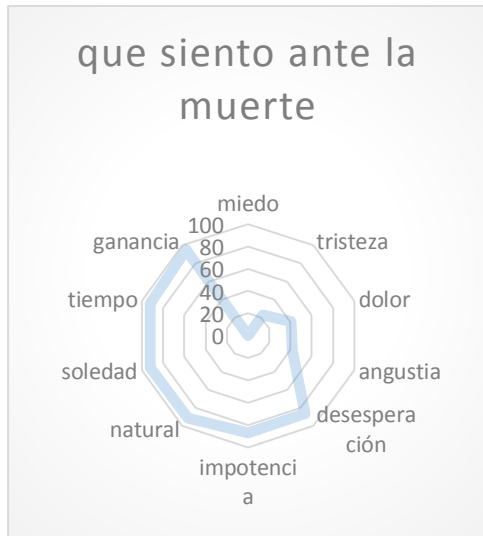 que siento ante la
muerte
miedo
tristeza
dolor
angustia
desespera
ción
impotenci
a
natural
soledad
tiempo
ganancia
100
80
60
40
20
0